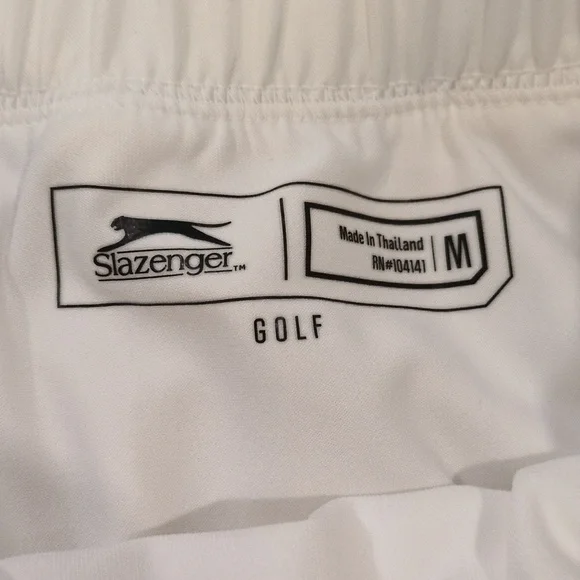 Slazenger™
Made In Thailand
RN#104141
M
GOLF